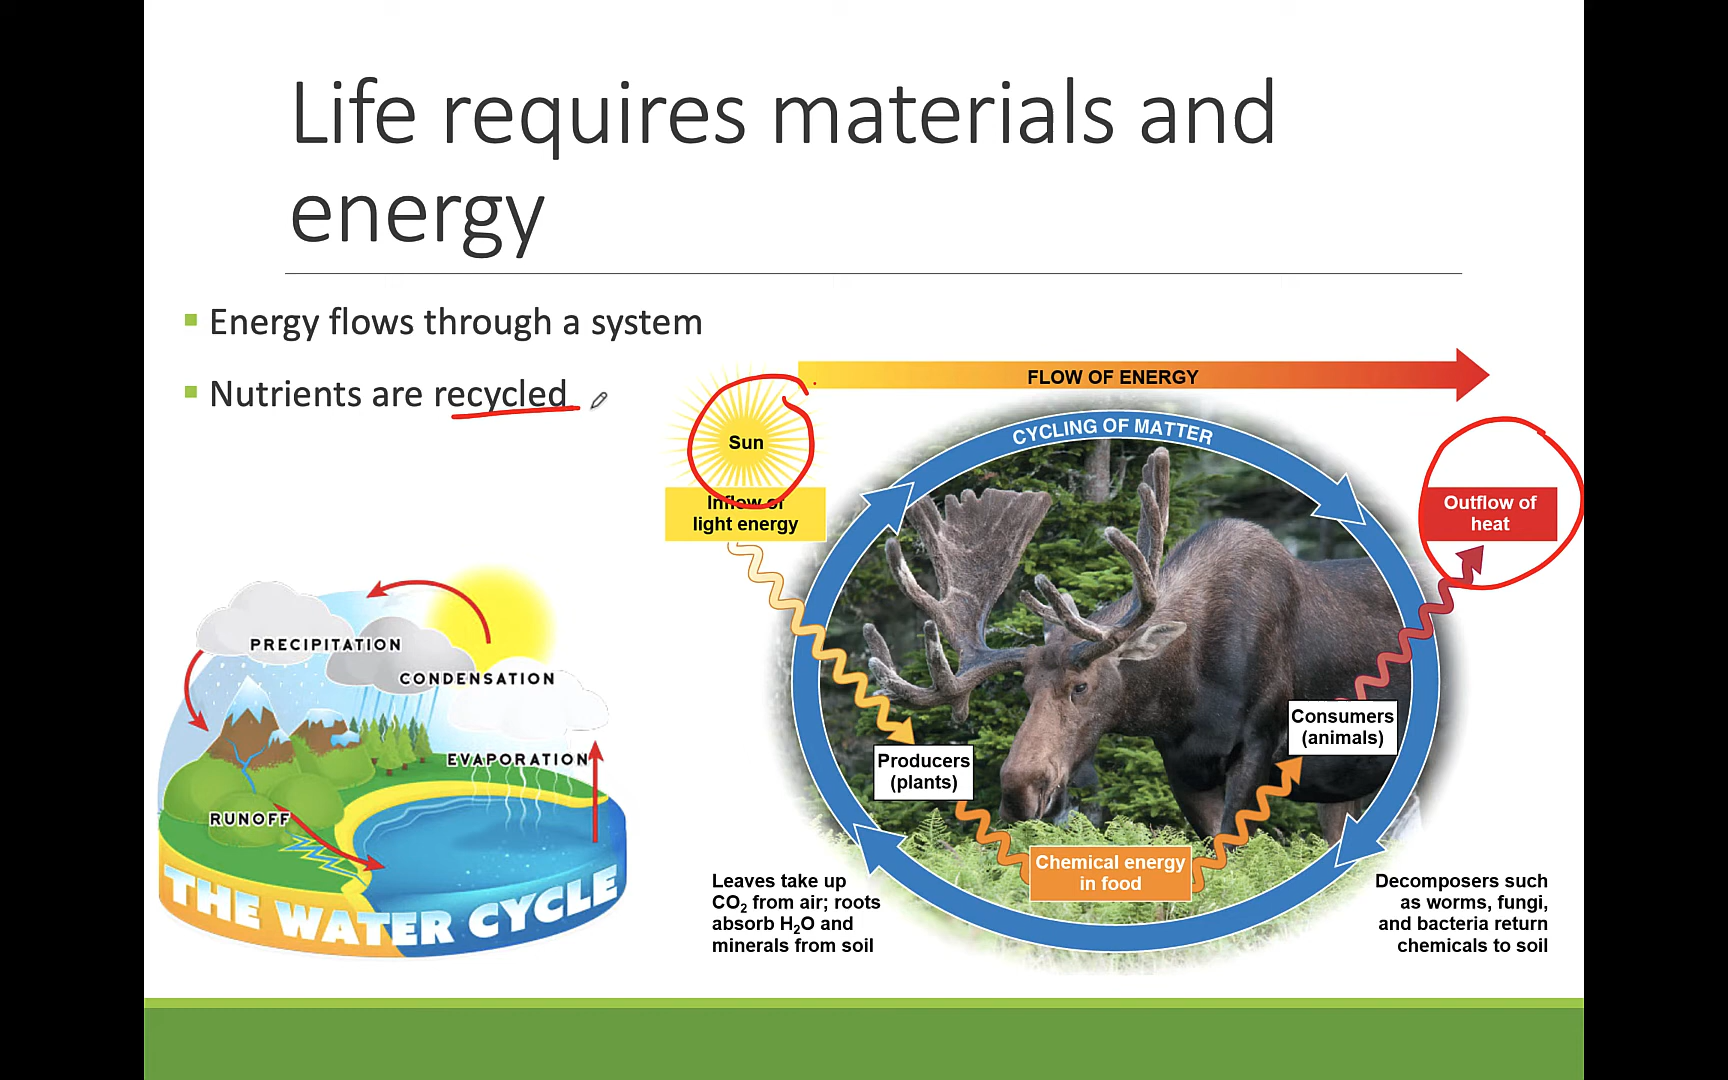 Life requires materials and
energy
Energy flows through a system
Nutrients are recycled
FLOW OF ENERGY
CYCLING OF MATTER
Sun
Inflow of
light energy
Outflow of
heat
Producers
(plants)
Consumers
(animals)
Chemical energy
in food
Leaves take up
CO₂ from air; roots
absorb H₂O and
minerals from soil
Decomposers such
as worms, fungi,
and bacteria return
chemicals to soil
PRECIPITATION
CONDENSATION
EVAPORATION
RUNOFF
THE WATER CYCLE